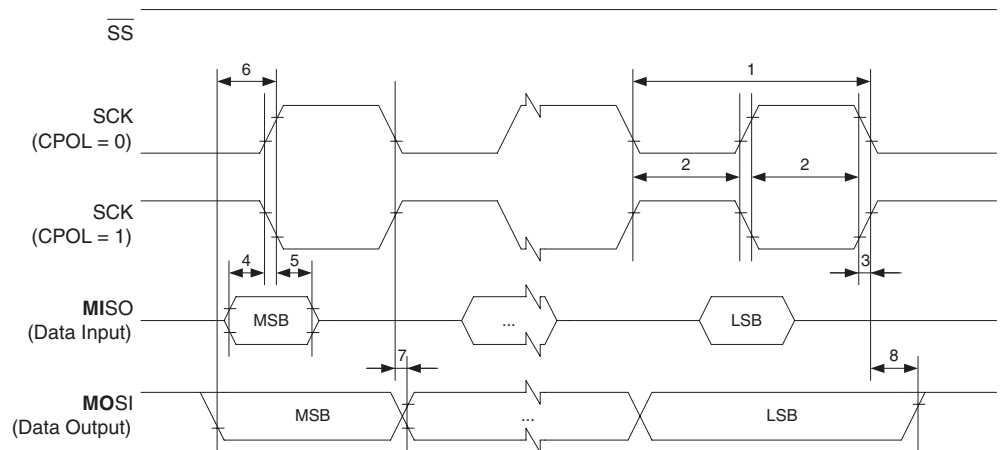 SS
6
1
SCK
(CPOL = 0)
2
2
SCK
(CPOL = 1)
4
5
3
MISO
(Data Input)
MSB
...
LSB
7
8
MOSI
(Data Output)
MSB
...
LSB